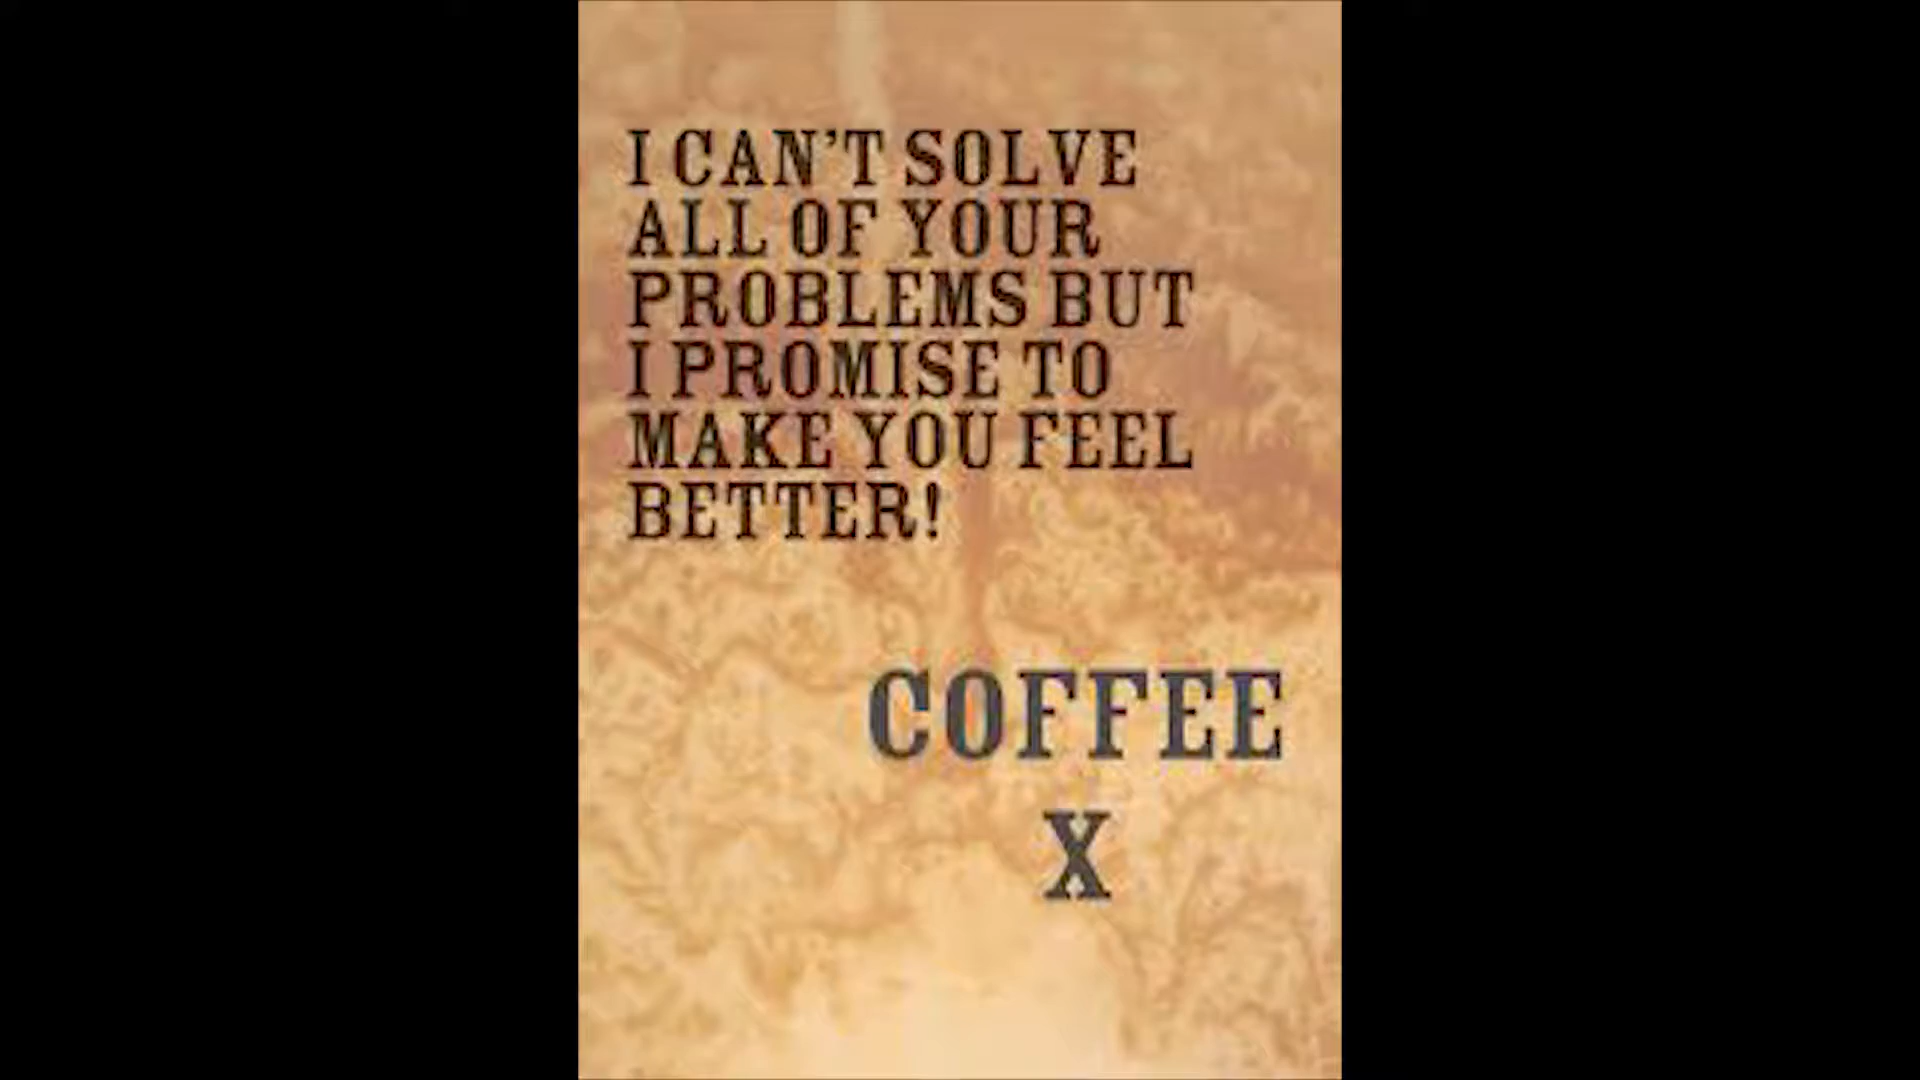 I CAN'T SOLVE
ALL OF YOUR
PROBLEMS BUT
I PROMISE TO
MAKE YOU FEEL
BETTER!
COFFEE
X